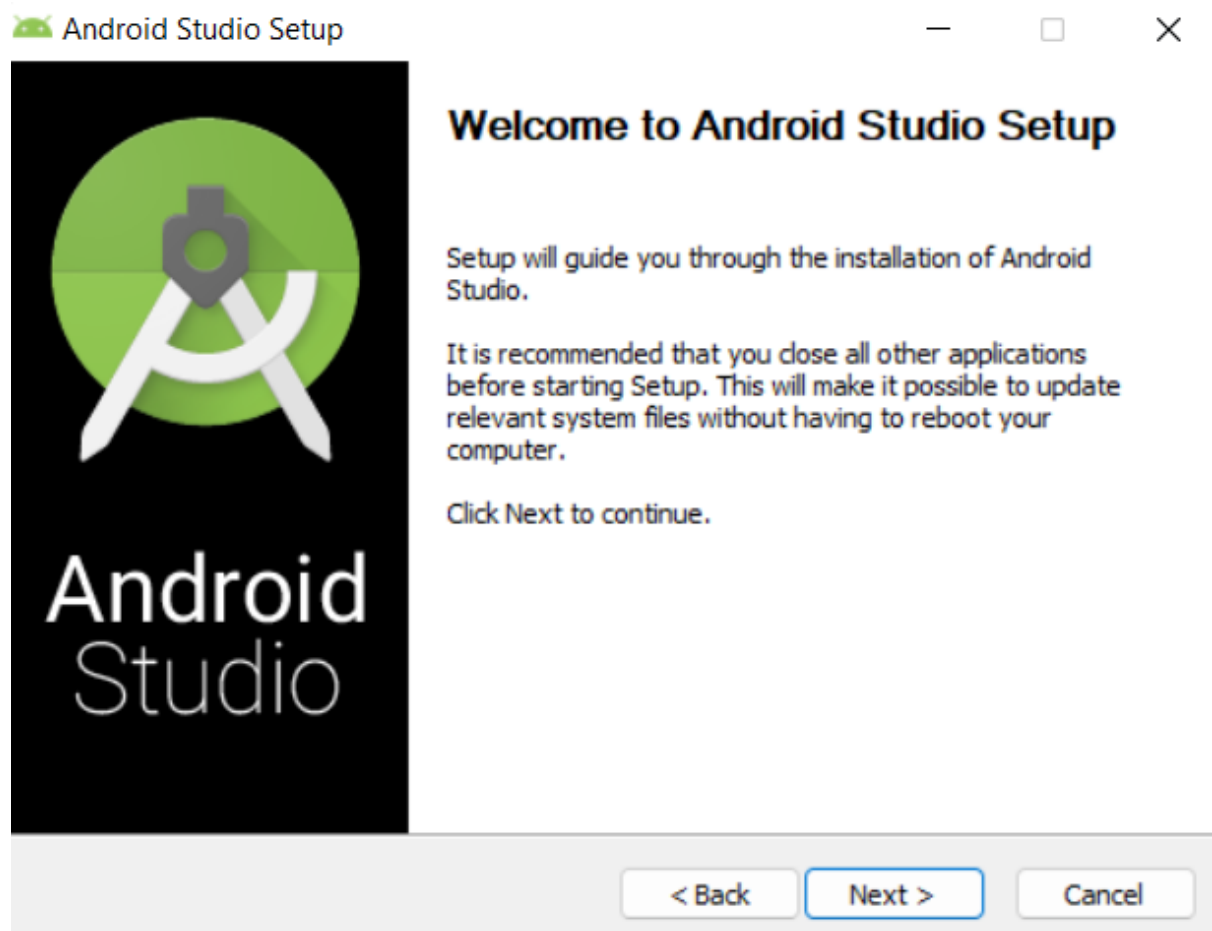 Android Studio Setup
Welcome to Android Studio Setup
Setup will guide you through the installation of Android
Studio.
It is recommended that you close all other applications
before starting Setup. This will make it possible to update
relevant system files without having to reboot your
computer.
Click Next to continue.
Android
Studio
< Back
Next >
Cancel